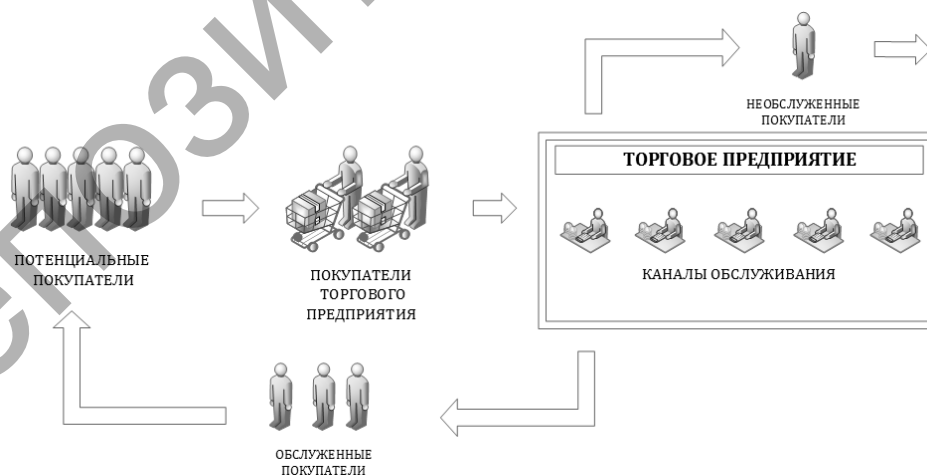 НЕОБСЛУЖЕННЫЕ
ПОКУПАТЕЛИ
ТОРГОВОЕ ПРЕДПРИЯТИЕ
КАНАЛЫ ОБСЛУЖИВАНИЯ
ПОТЕНЦИАЛЬНЫЕ
ПОКУПАТЕЛИ
ПОКУПАТЕЛИ
ТОРГОВОГО
ПРЕДПРИЯТИЯ
ОБСЛУЖЕННЫЕ
ПОКУПАТЕЛИ